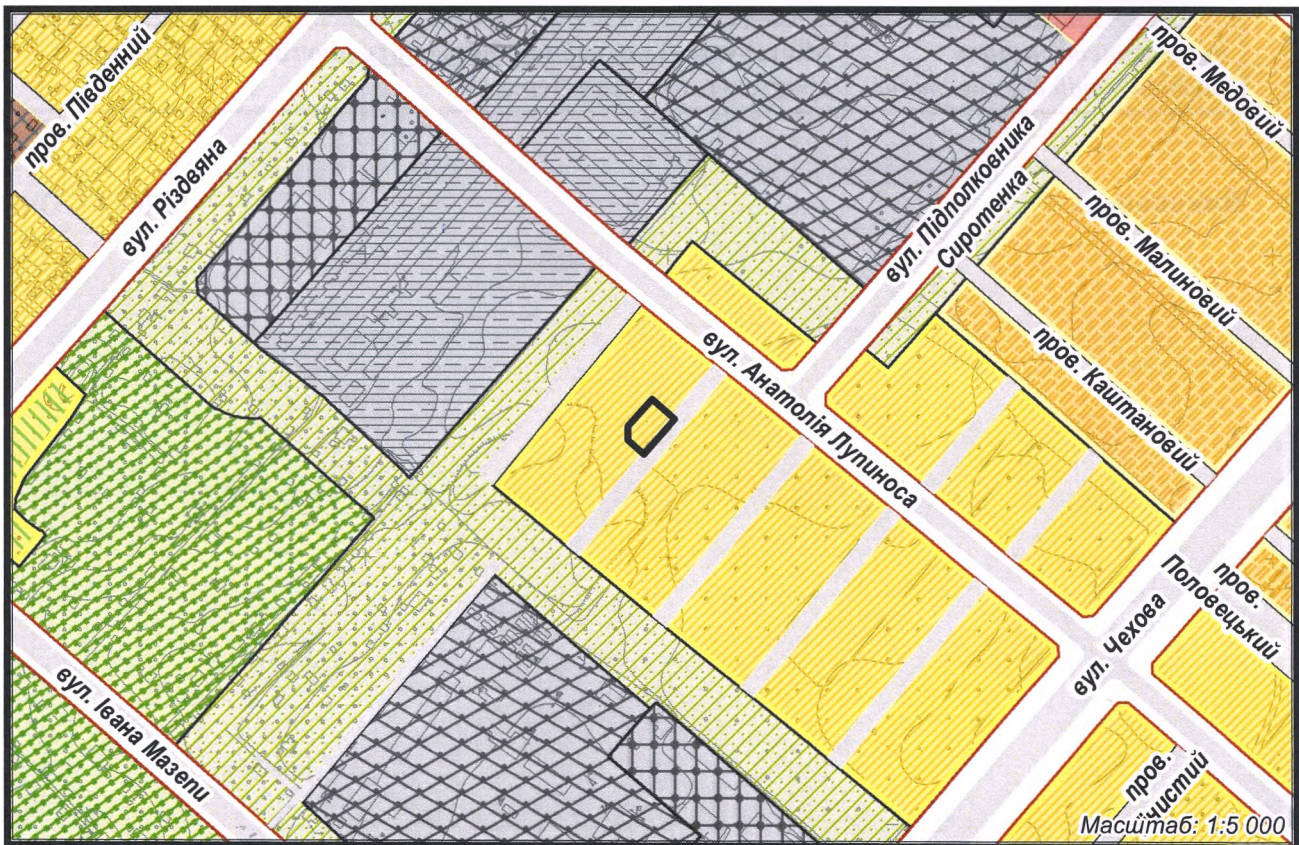 пров. Південний
вул. Різдвяна
пров. Медовий
вул. Підполковника
Сиротенка
пров. Малиновий
пров. Каштановий
вул. Анатолія Лупиноса
пров.
Половецький
вул. Чехова
вул. Івана Мазепи
пров.
Масштаб: 1:5 000